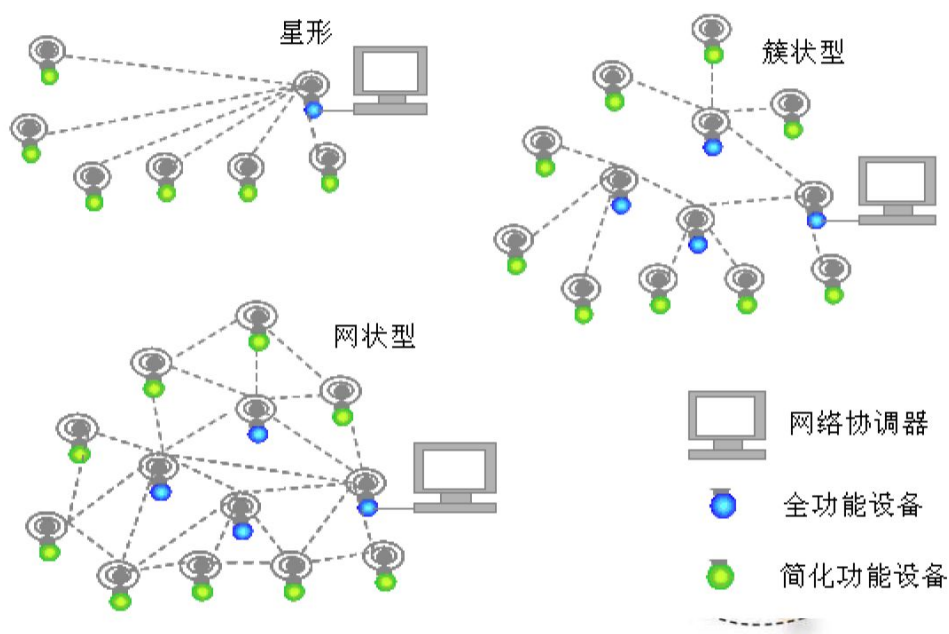 星形
簇状型
网状型
网络协调器
全功能设备
简化功能设备